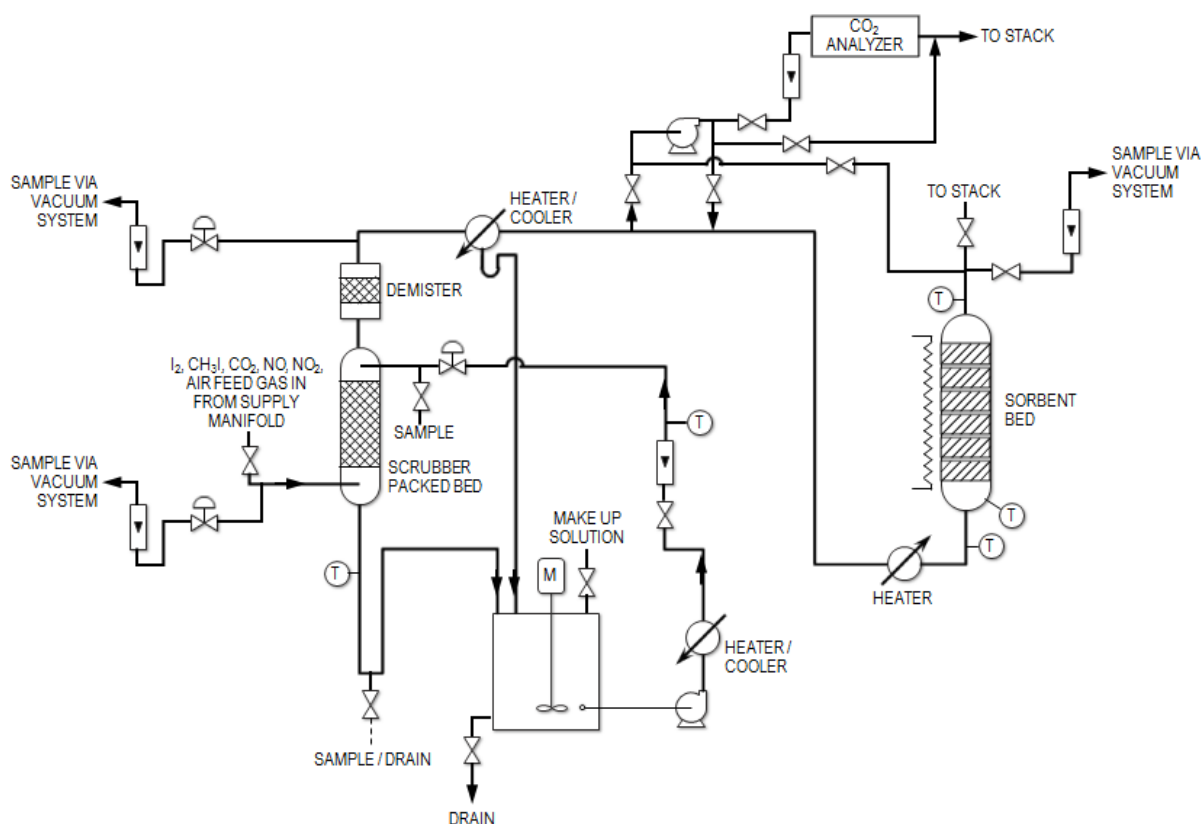 CO₂
ANALYZER
TO STACK
SAMPLE VIA
VACUUM
SYSTEM
SAMPLE VIA
VACUUM
SYSTEM
HEATER /
COOLER
TO STACK
DEMISTER
T
I₂, CH₃I, CO₂, NO, NO₂,
AIR FEED GAS IN
FROM SUPPLY
MANIFOLD
SAMPLE
T
SORBENT
BED
SCRUBBER
PACKED BED
SAMPLE VIA
VACUUM
SYSTEM
MAKE UP
SOLUTION
T
T
T
M
HEATER
HEATER /
COOLER
SAMPLE / DRAIN
DRAIN